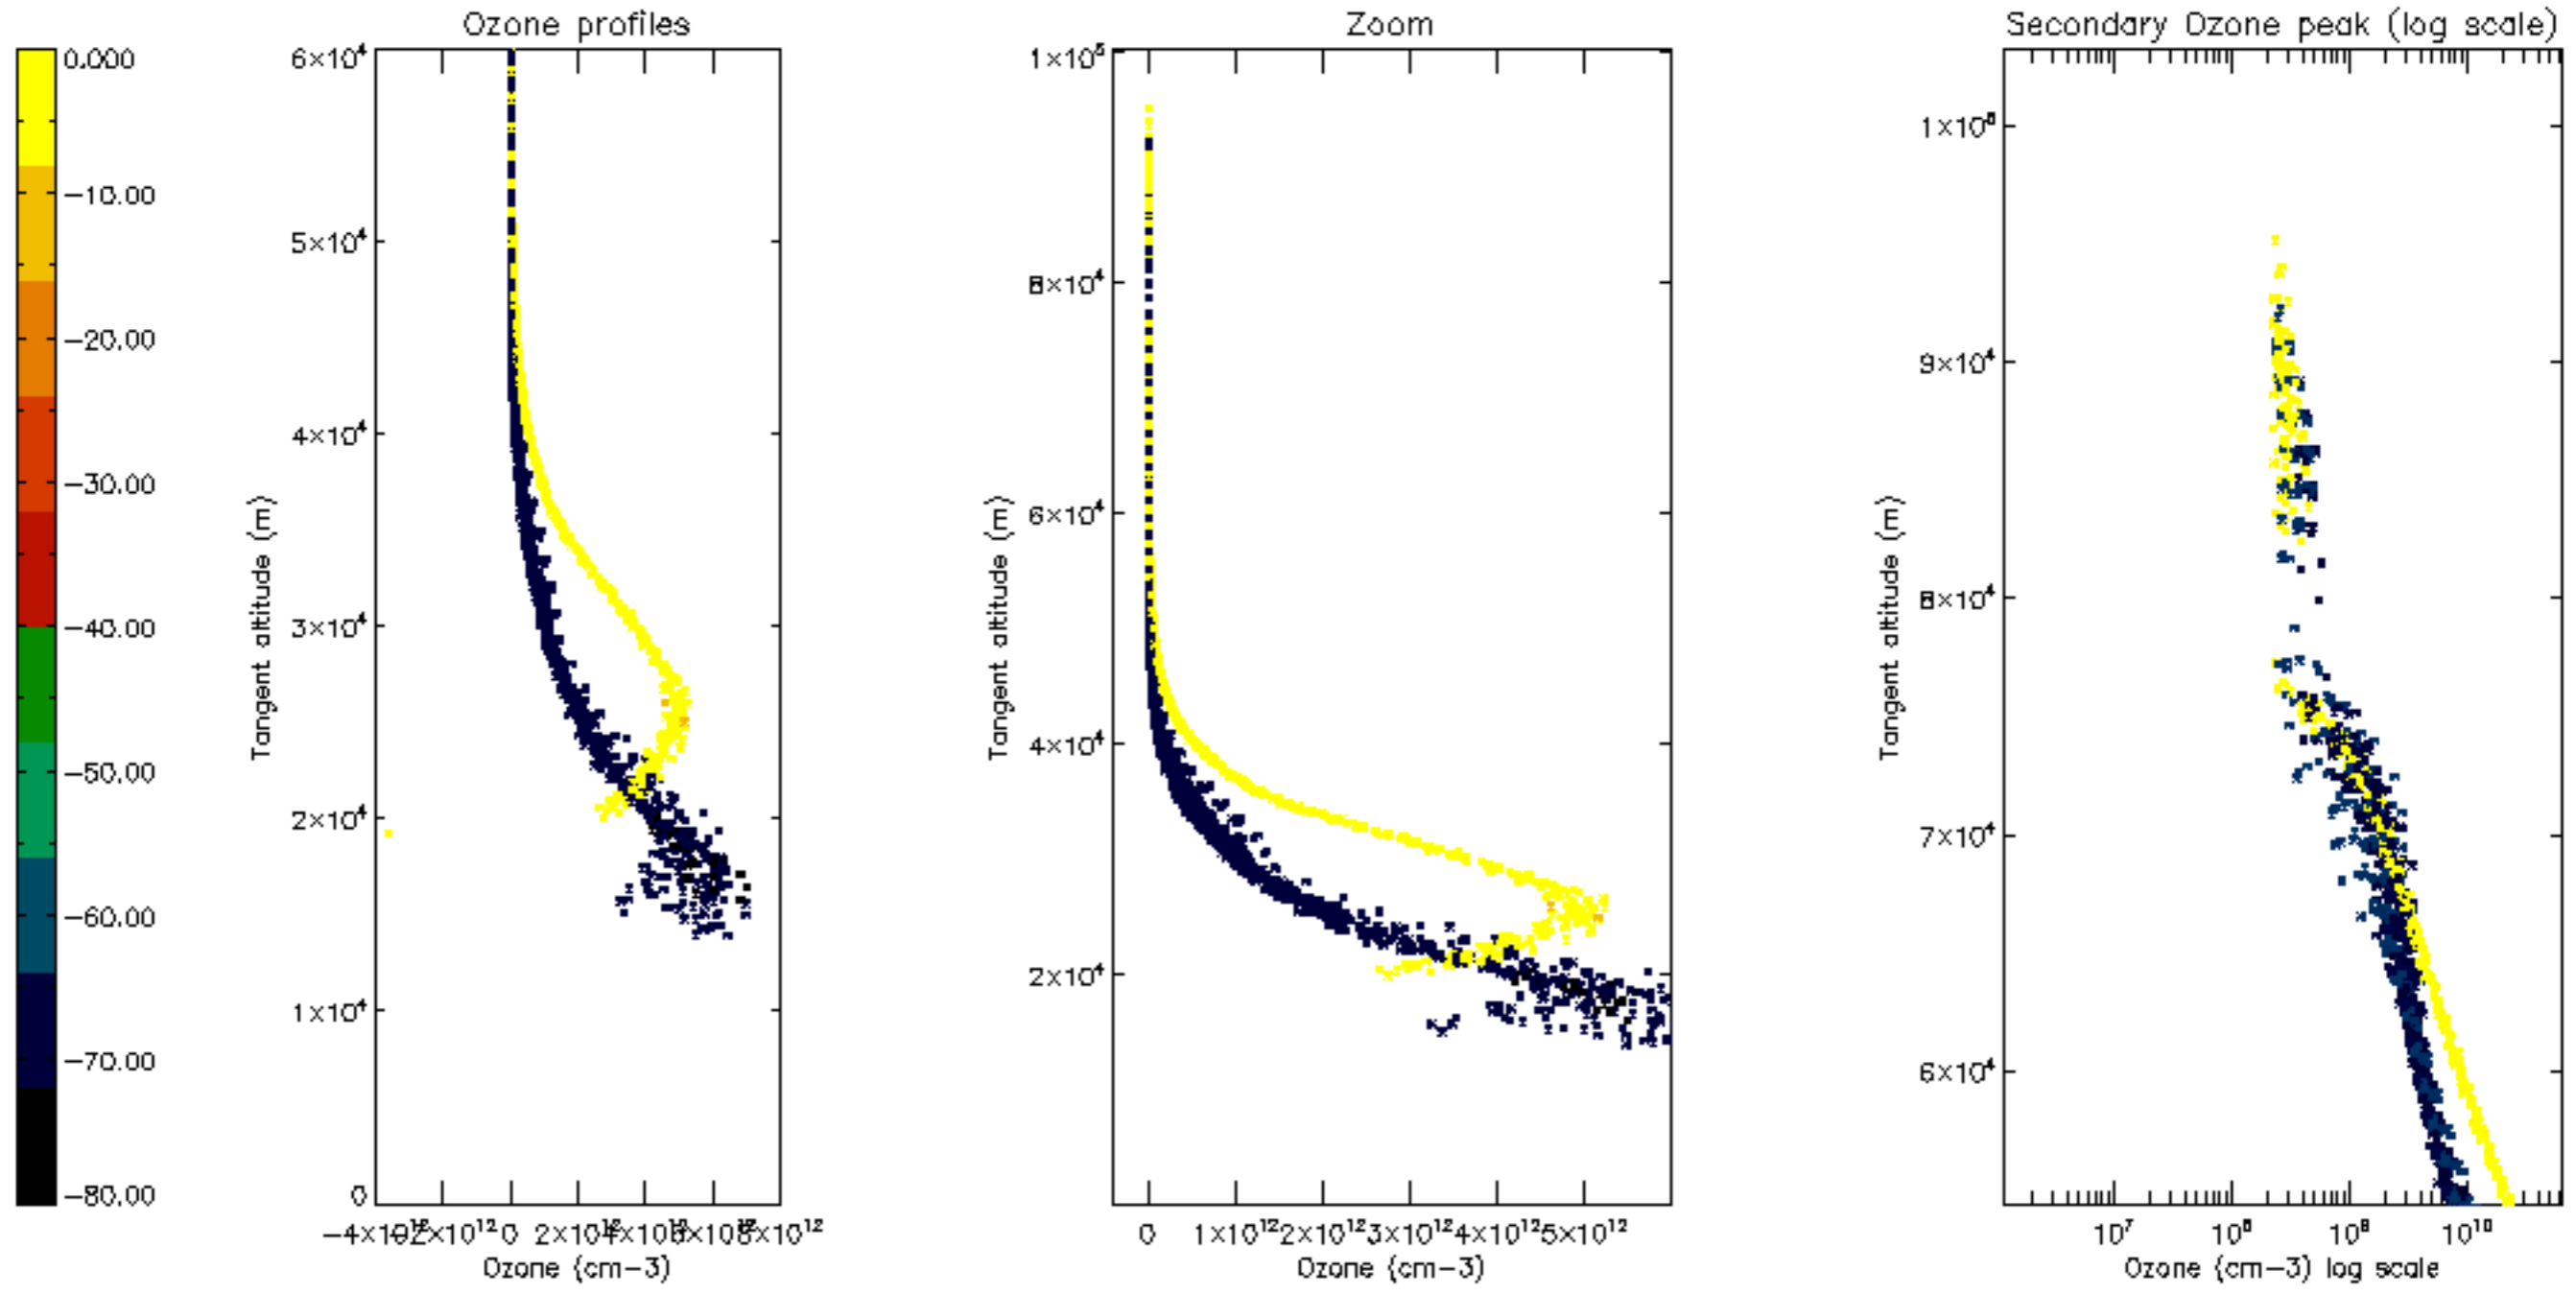 Ozone profiles
Zoom
Secondary Ozone peak (log scale)
0.000
−10.00
−20.00
−30.00
−40.00
−50.00
−60.00
−70.00
−80.00
6×10⁴
5×10⁴
4×10⁴
3×10⁴
2×10⁴
1×10⁴
0
Tangent altitude (m)
0
8×10¹²
Ozone (cm−3)
1×10⁵
8×10⁴
6×10⁴
4×10⁴
2×10⁴
Tangent altitude (m)
0 1×10¹² 2×10¹² 3×10¹² 4×10¹² 5×10¹²
Ozone (cm−3)
1×10⁵
9×10⁴
8×10⁴
7×10⁴
6×10⁴
Tangent altitude (m)
10⁷ 10⁸ 10⁹ 10¹⁰
Ozone (cm−3) log scale